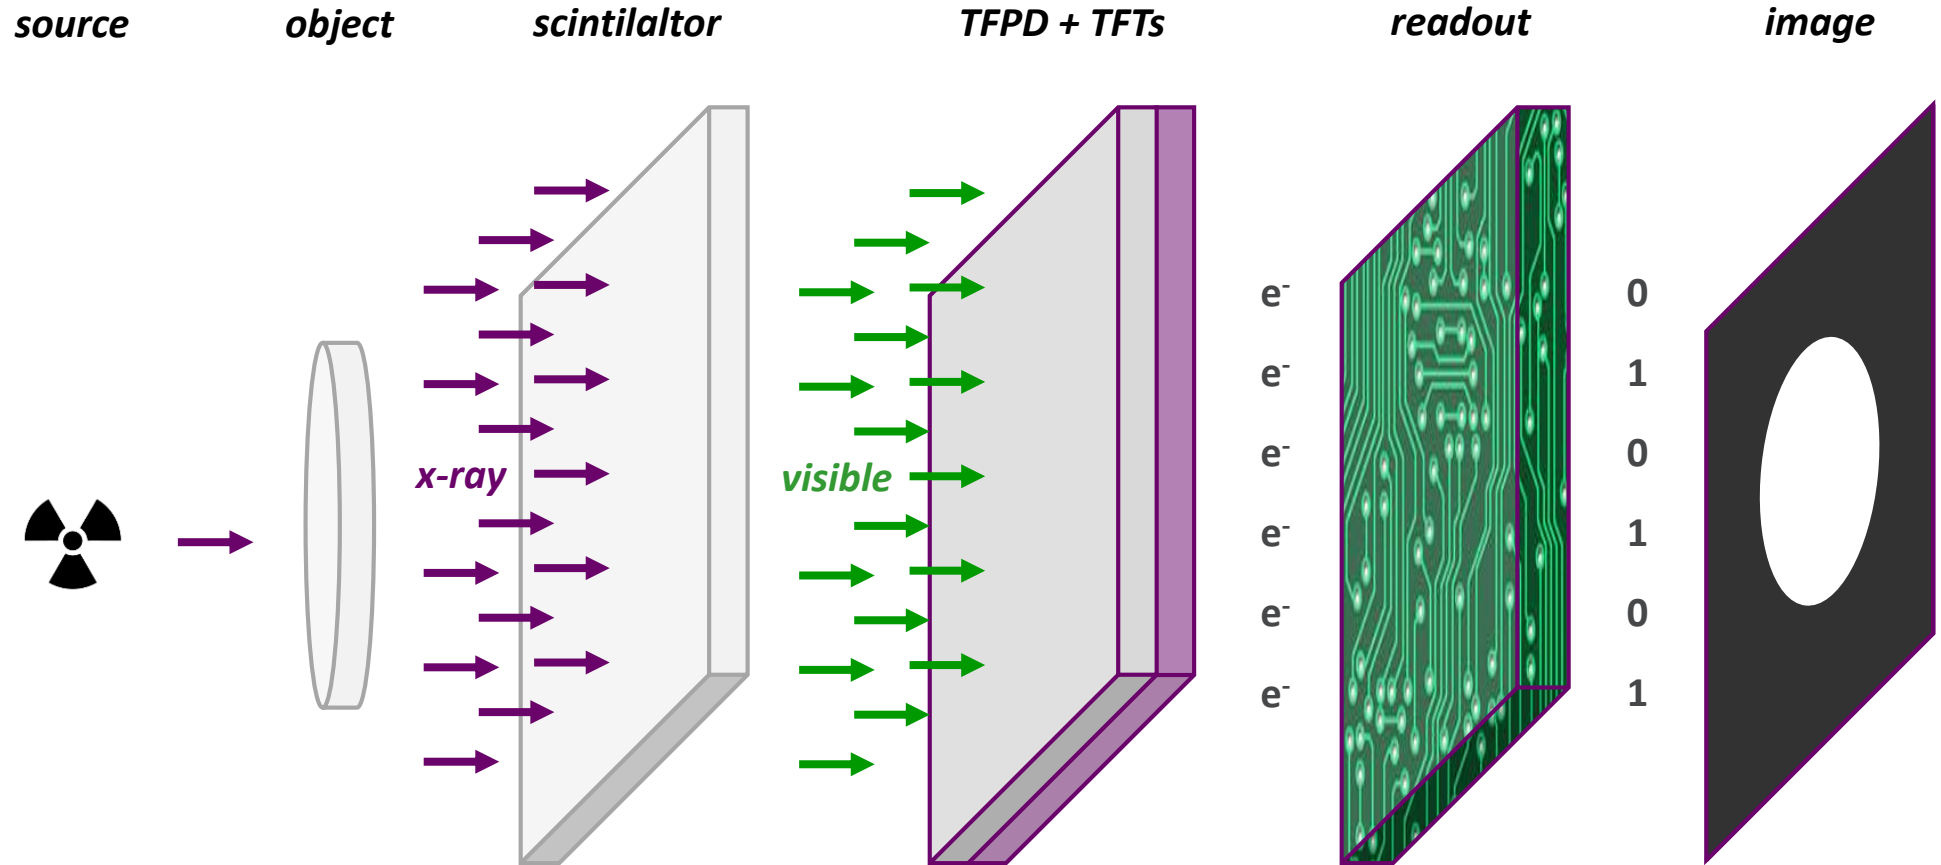 source object scintilaltor TFPD + TFTs readout image
e- 0
e- 1
x-ray visible e- 0
e- 1
e- 0
e- 1